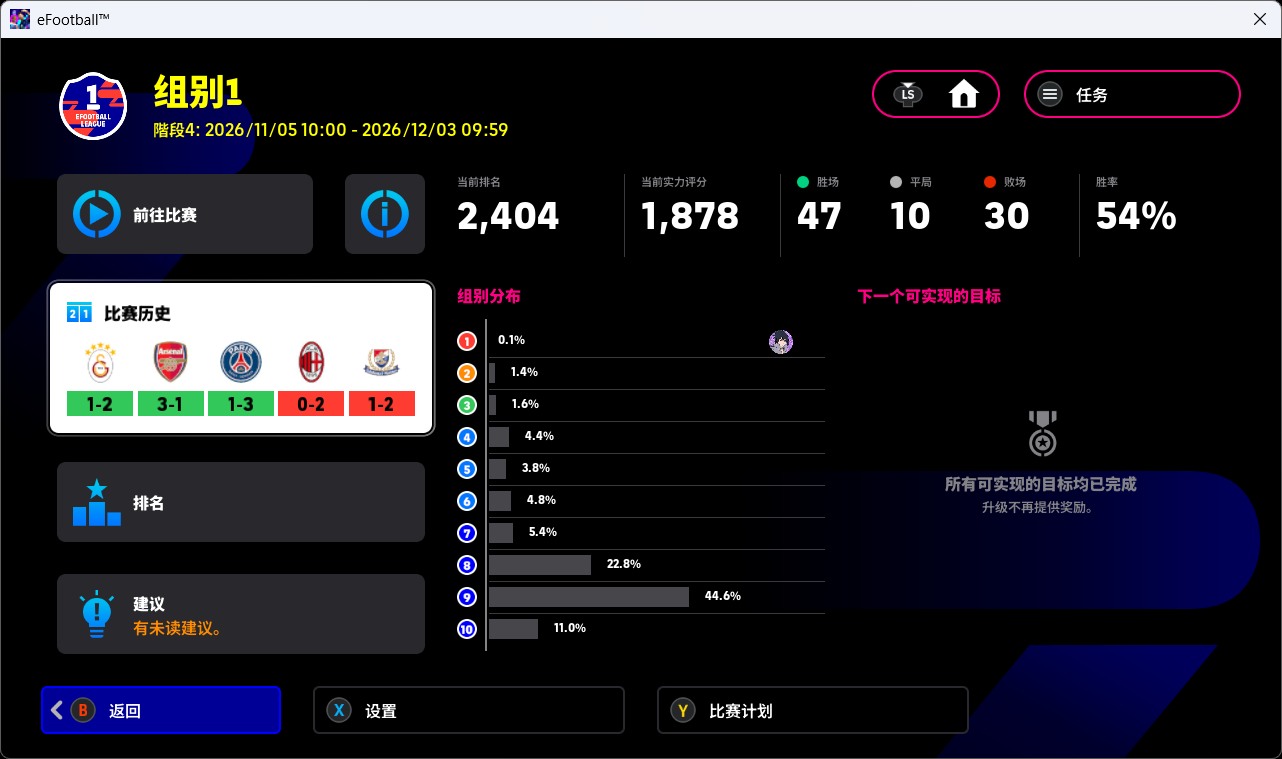 eFootball™
1
EFOOTBALL
LEAGUE
组别1
階段4: 2026/11/05 10:00 - 2026/12/03 09:59
LS
任务
前往比赛
当前排名
2,404
当前实力评分
1,878
胜场
47
平局
10
败场
30
胜率
54%
21
比赛历史
Arsenal
PARIS
1-2
3-1
1-3
0-2
1-2
排名
建议
有未读建议。
组别分布
1 0.1%
2 1.4%
3 1.6%
4 4.4%
5 3.8%
6 4.8%
7 5.4%
8 22.8%
9 44.6%
10 11.0%
下一个可实现的目标
所有可实现的目标均已完成
升级不再提供奖励。
B 返回
X 设置
Y 比赛计划